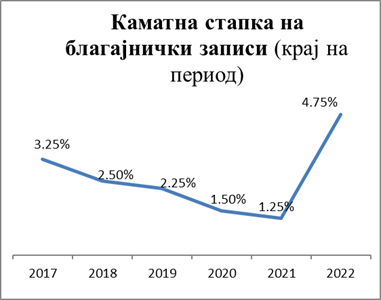 Каматна стапка на
благајнички записи (крај на
период)
4.75%
3.25%
2.50%
2.25%
1.50%
1.25%
2017 2018 2019 2020 2021 2022